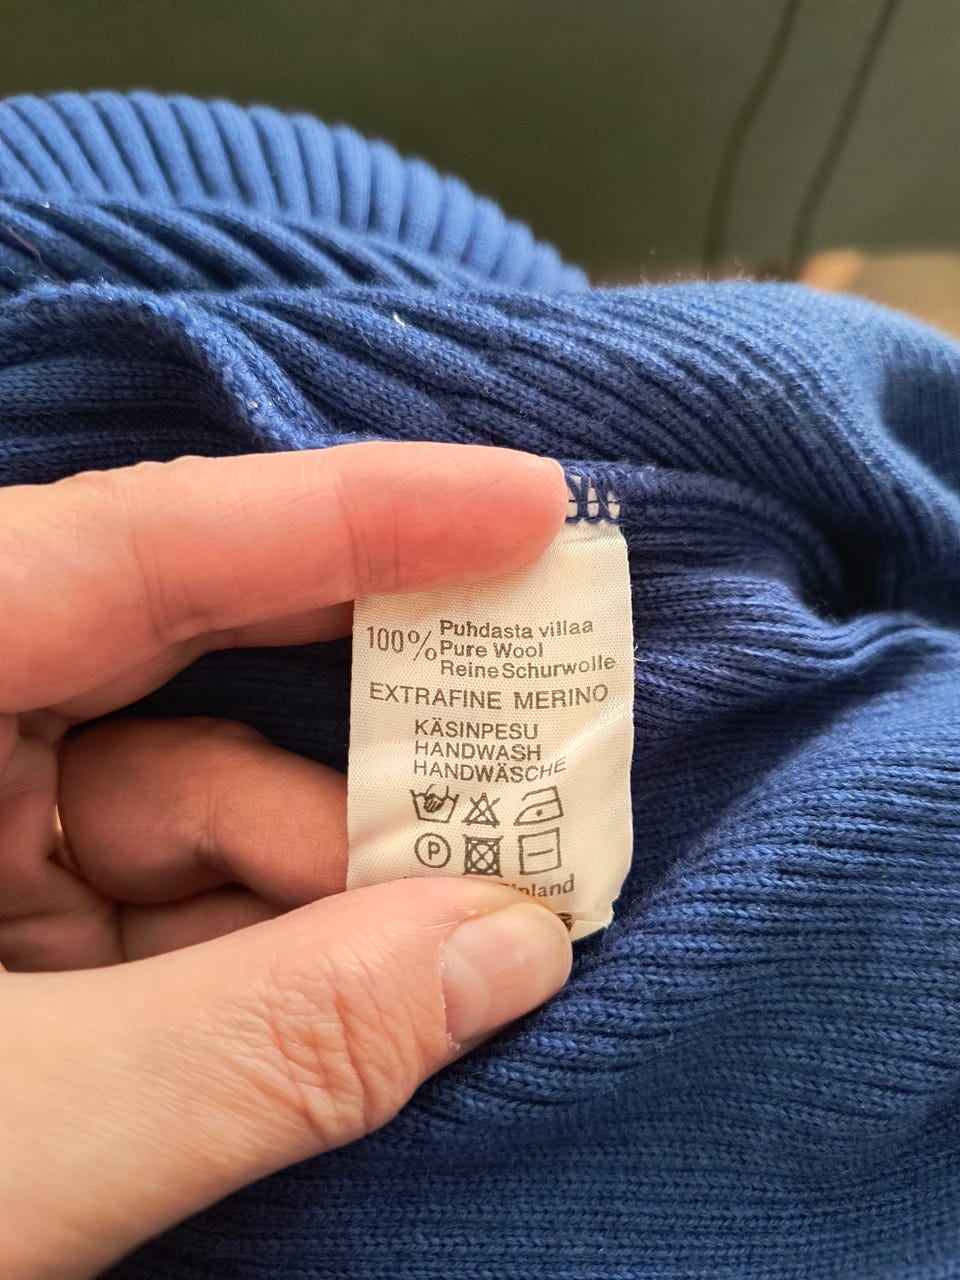 100% Puhdasta villaa
Pure Wool
Reine Schurwolle
EXTRAFINE MERINO
KÄSINPESU
HANDWASH
HANDWÄSCHE
P